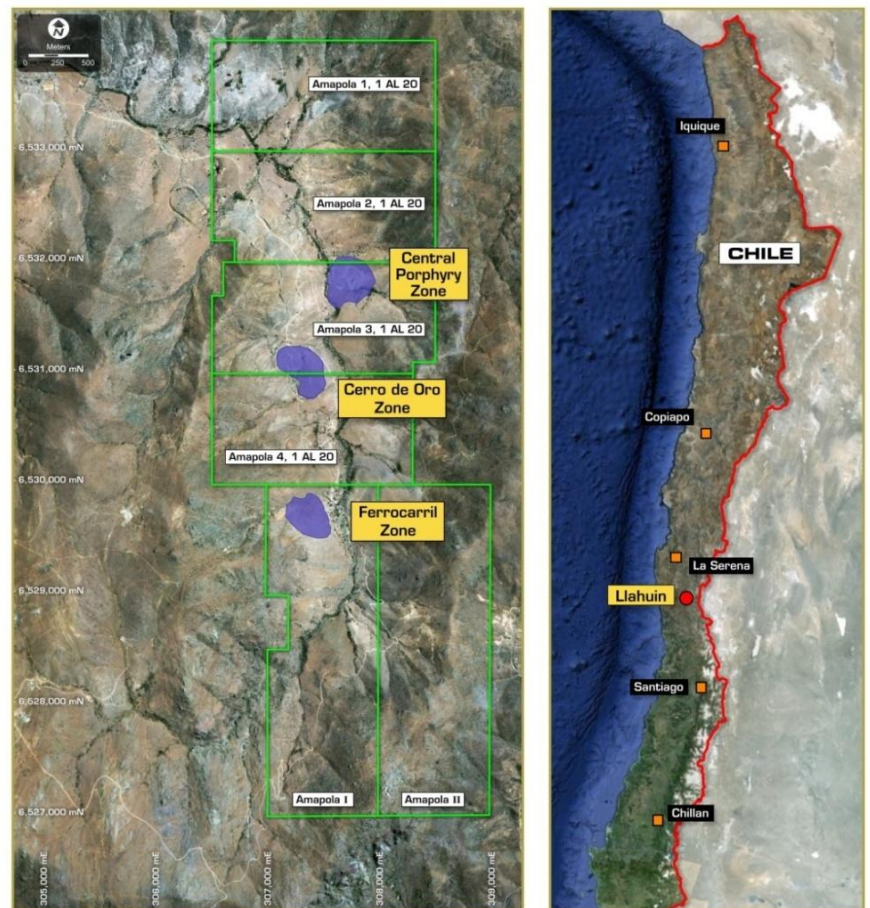 N
Meters
0 250 500
Amapola 1, 1 AL 20
6,533,000 mN
Amapola 2, 1 AL 20
6,532,000 mN
Central
Porphyry
Zone
Amapola 3, 1 AL 20
6,531,000 mN
Cerro de Oro
Zone
Amapola 4, 1 AL 20
6,530,000 mN
Ferrocarril
Zone
6,529,000 mN
6,528,000 mN
6,527,000 mN
Amapola I
Amapola II
305,000 mE
306,000 mE
307,000 mE
308,000 mE
309,000 mE
Iquique
CHILE
Copiapo
La Serena
Llahuin
Santiago
Chillan